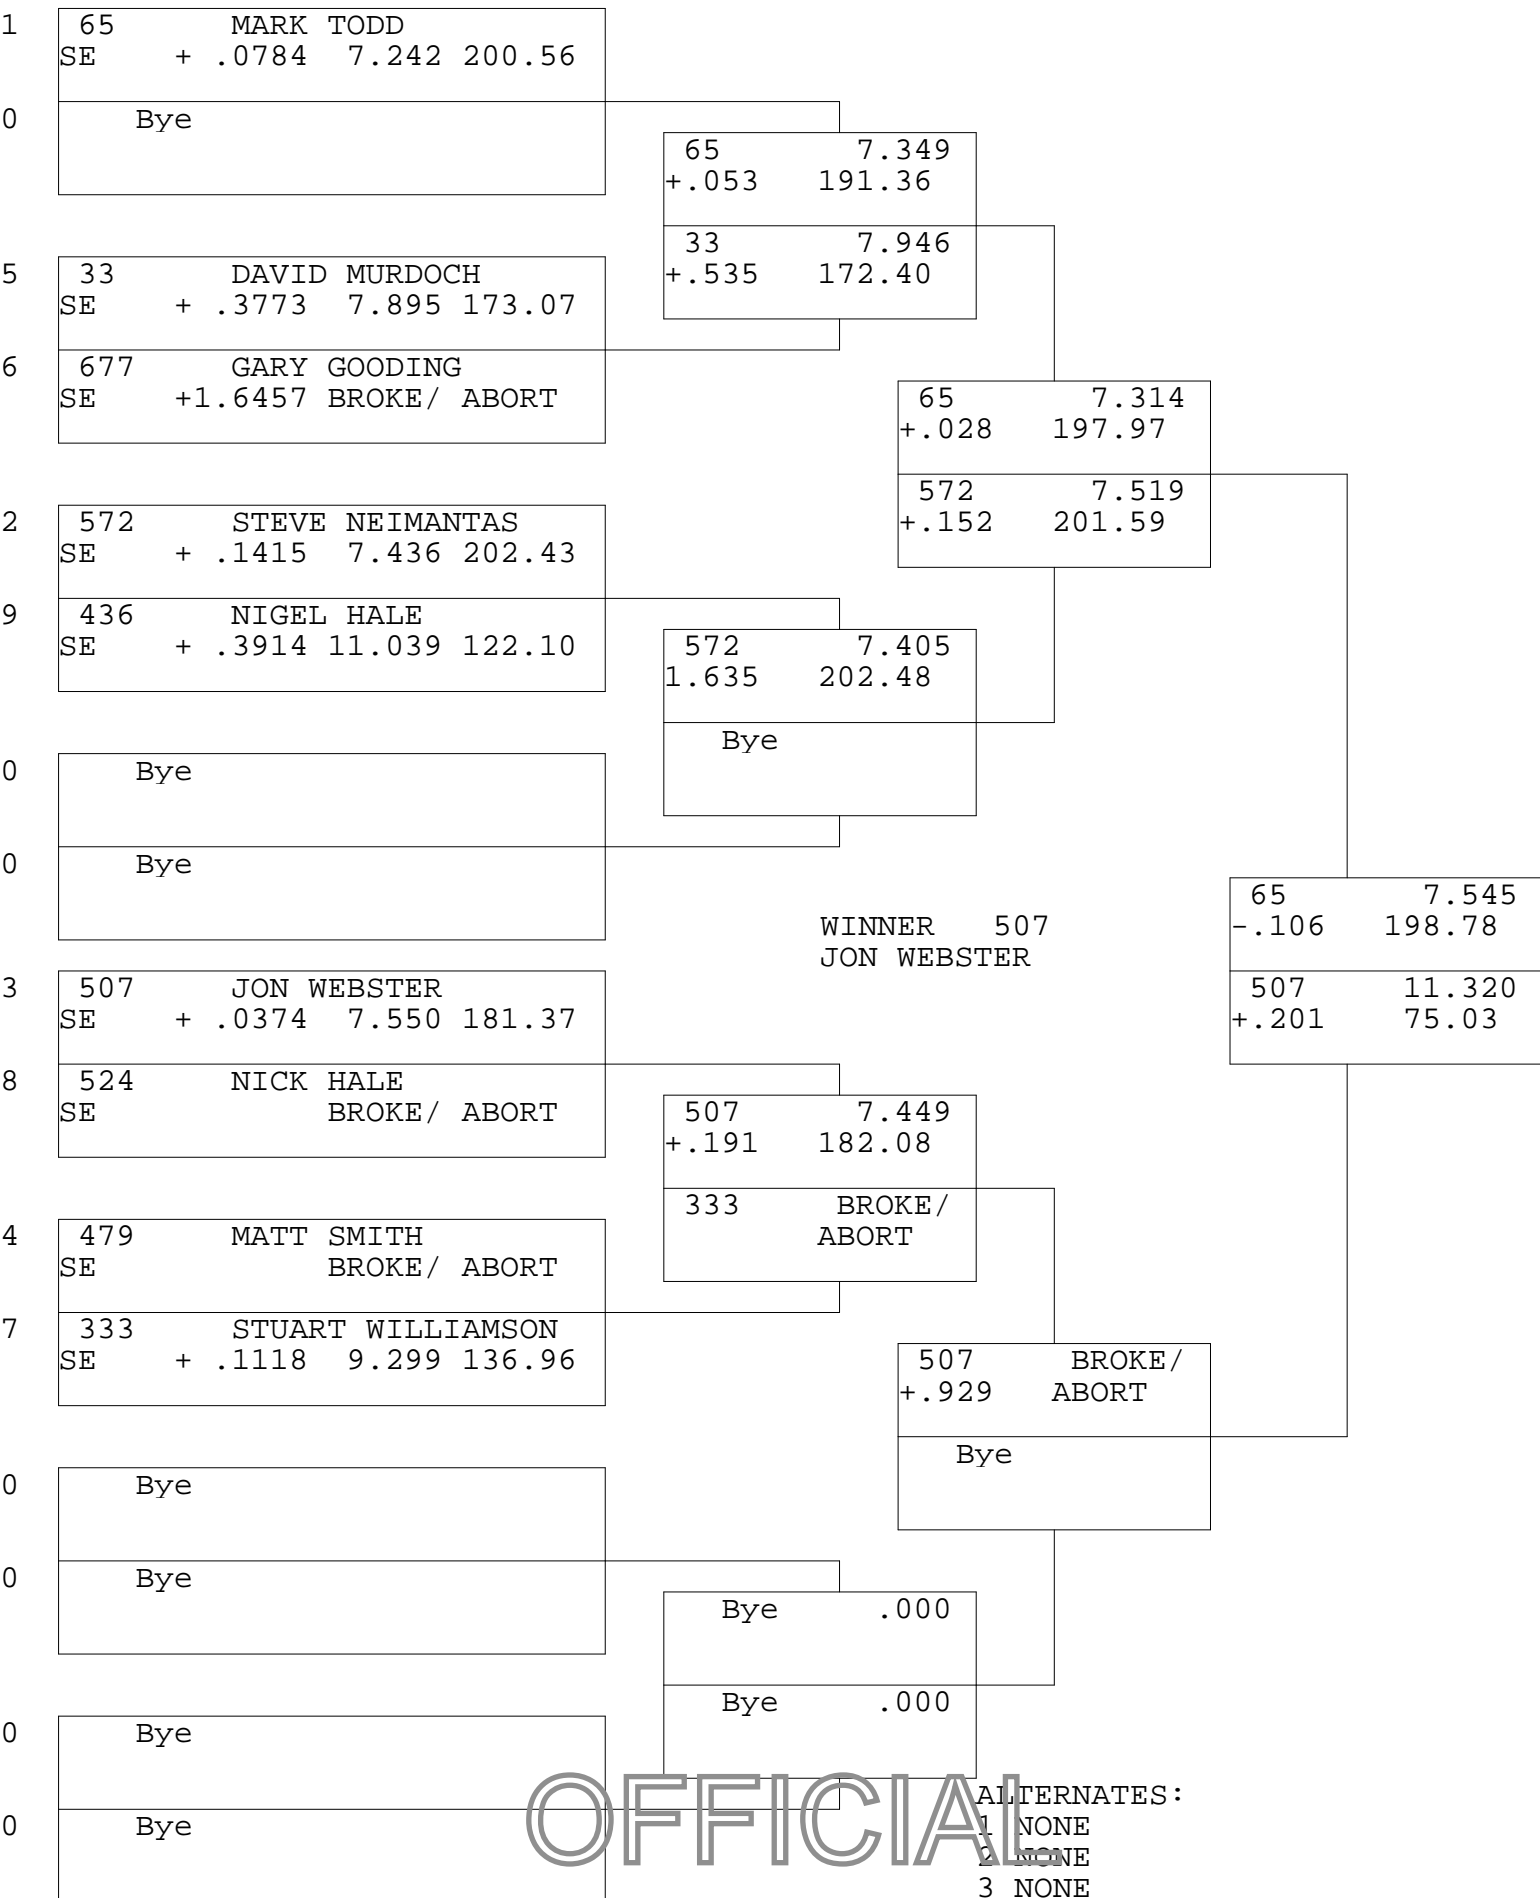 1 65 MARK TODD
SE + .0784 7.242 200.56
0 Bye
65 7.349
+.053 191.36
33 7.946
+.535 172.40
5 33 DAVID MURDOCH
SE + .3773 7.895 173.07
6 677 GARY GOODING
SE +1.6457 BROKE/ ABORT
65 7.314
+.028 197.97
572 7.519
+.152 201.59
2 572 STEVE NEIMANTAS
SE + .1415 7.436 202.43
9 436 NIGEL HALE
SE + .3914 11.039 122.10
572 7.405
1.635 202.48
Bye
0 Bye
0 Bye
WINNER 507
JON WEBSTER
65 7.545
-.106 198.78
507 11.320
+.201 75.03
3 507 JON WEBSTER
SE + .0374 7.550 181.37
8 524 NICK HALE
SE BROKE/ ABORT
507 7.449
+.191 182.08
333 BROKE/
ABORT
4 479 MATT SMITH
SE BROKE/ ABORT
7 333 STUART WILLIAMSON
SE + .1118 9.299 136.96
507 BROKE/
+.929 ABORT
Bye
0 Bye
0 Bye
Bye .000
Bye .000
0 Bye
0 Bye
OFFICIAL
ALTERNATES:
1 NONE
2 NONE
3 NONE